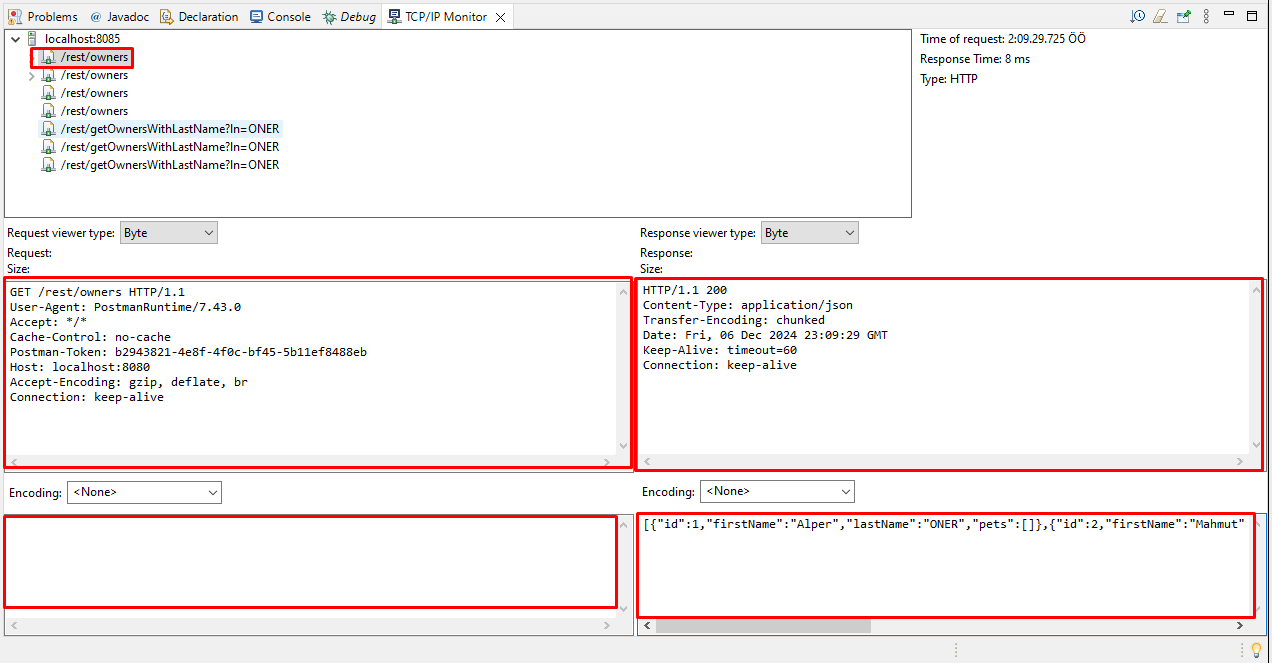 Problems @ Javadoc Declaration Console Debug TCP/IP Monitor
localhost:8085
/rest/owners
/rest/owners
/rest/owners
/rest/owners
/rest/getOwnersWithLastName?ln=ONER
/rest/getOwnersWithLastName?ln=ONER
/rest/getOwnersWithLastName?ln=ONER
Time of request: 2:09.29.725 ÖÖ
Response Time: 8 ms
Type: HTTP
Request viewer type: Byte
Request:
Size:
GET /rest/owners HTTP/1.1
User-Agent: PostmanRuntime/7.43.0
Accept: */*
Cache-Control: no-cache
Postman-Token: b2943821-4e8f-4f0c-bf45-5b11ef8488eb
Host: localhost:8080
Accept-Encoding: gzip, deflate, br
Connection: keep-alive
Encoding: <None>
Response viewer type: Byte
Response:
Size:
HTTP/1.1 200
Content-Type: application/json
Transfer-Encoding: chunked
Date: Fri, 06 Dec 2024 23:09:29 GMT
Keep-Alive: timeout=60
Connection: keep-alive
Encoding: <None>
[{"id":1,"firstName":"Alper","lastName":"ONER","pets":[]},{"id":2,"firstName":"Mahmut"